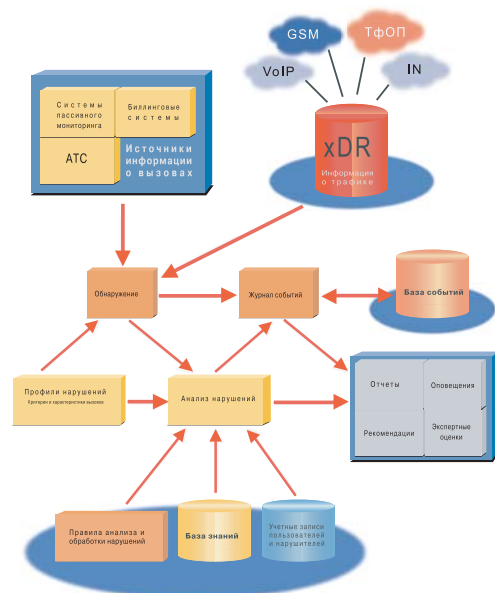 GSM
ТфОП
VoIP
IN
Системы
пассивного
мониторинга
Биллинговые
системы
АТС
Источники
информации
о вызовах
xDR
Информация
о трафике
Обнаружение
Журнал событий
База событий
Профили нарушений
Критерии и характеристики вызовов
Анализ нарушений
Отчеты
Оповещения
Рекомендации
Экспертные
оценки
Правила анализа и
обработки нарушений
База знаний
Учетные записи
пользователей
и нарушителей